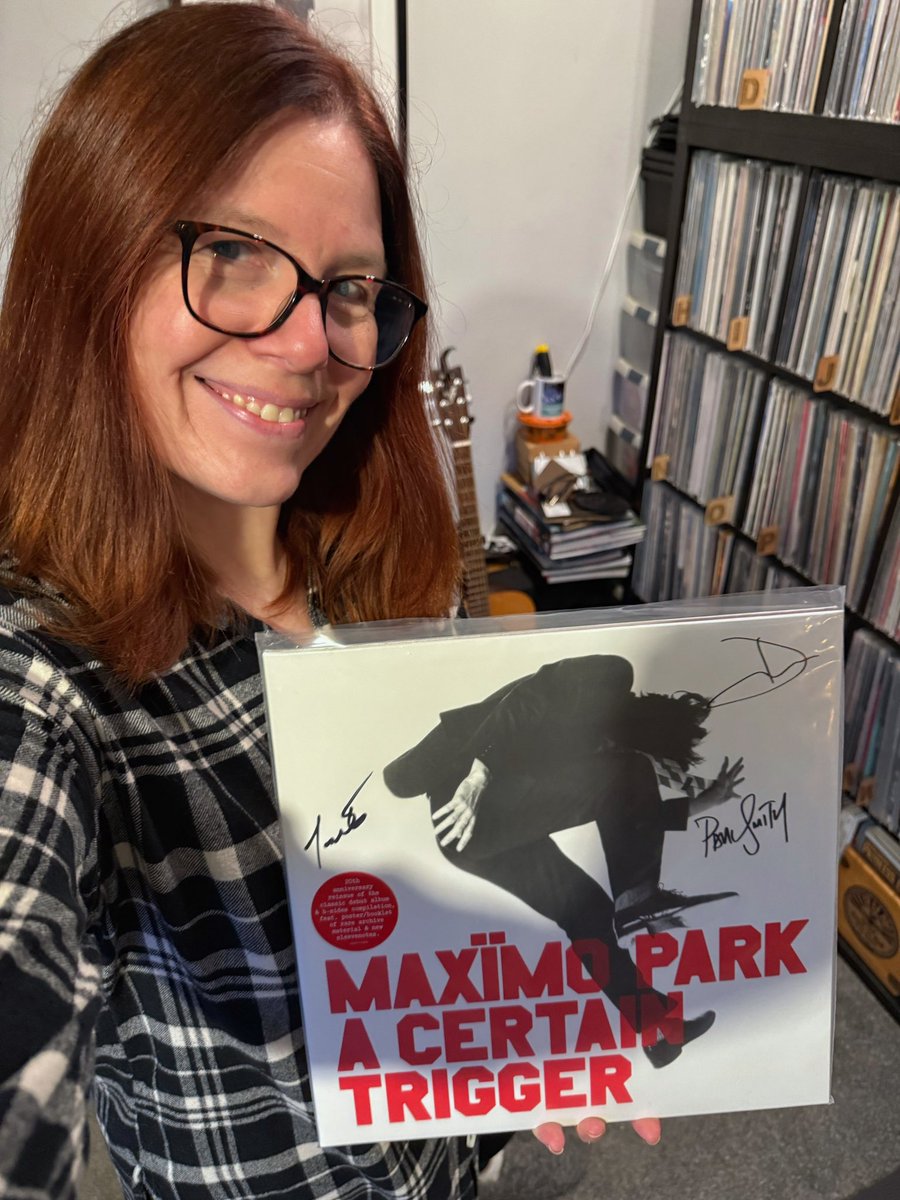 D
Paul Smith
20th
anniversary
reissue of the
classic debut album
& b-sides compilation,
feat. poster/booklet
of rare archive
material & new
sleevenotes.
MAXÏMO PARK
A CERTAIN
TRIGGER